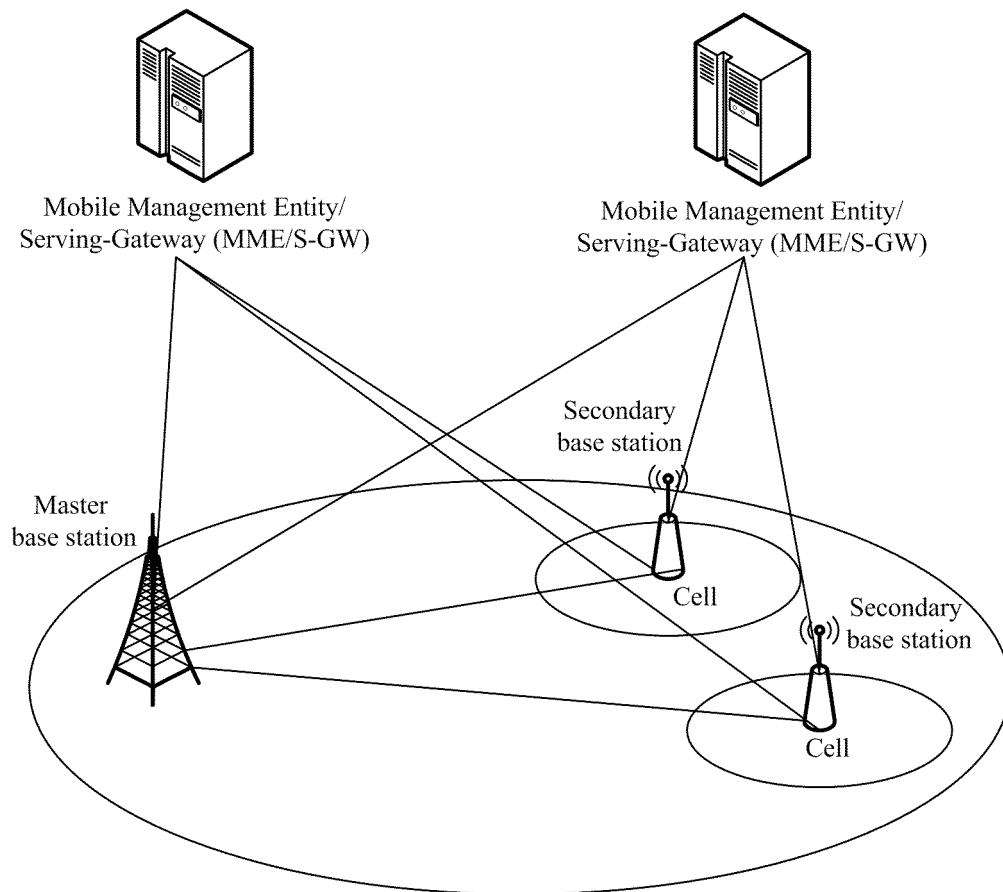 Mobile Management Entity/
Serving-Gateway (MME/S-GW)
Mobile Management Entity/
Serving-Gateway (MME/S-GW)
Secondary
base station
Master
base station
Cell
Secondary
base station
Cell